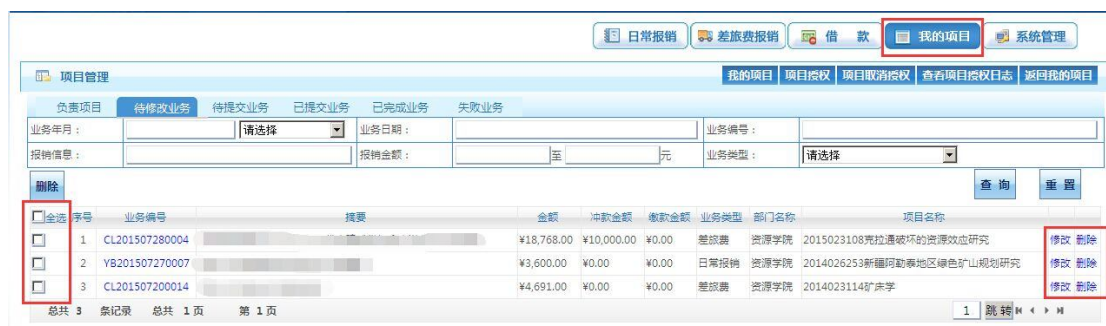 日常报销 差旅费报销 借 款 我的项目 系统管理
项目管理 我的项目 项目授权 项目取消授权 查看项目授权日志 返回我的项目
负责项目 待修改业务 待提交业务 已提交业务 已完成业务 失败业务
业务年月： 请选择 业务日期： 业务编号：
报销信息： 报销金额： 至 元 业务类型： 请选择
删除 查 询 重 置
全选 序号 业务编号 摘要 金额 冲款金额 缴款金额 业务类型 部门名称 项目名称
1 CL201507280004 ¥18,768.00 ¥10,000.00 ¥0.00 差旅费 资源学院 2015023108克拉通破坏的资源效应研究 修改 删除
2 YB201507270007 ¥3,600.00 ¥0.00 ¥0.00 日常报销 资源学院 2014026253新疆阿勒泰地区绿色矿山规划研究 修改 删除
3 CL201507200014 ¥4,691.00 ¥0.00 ¥0.00 差旅费 资源学院 2014023114矿床学 修改 删除
总共 3 条记录 总共 1 页 第 1 页 1 跳 转